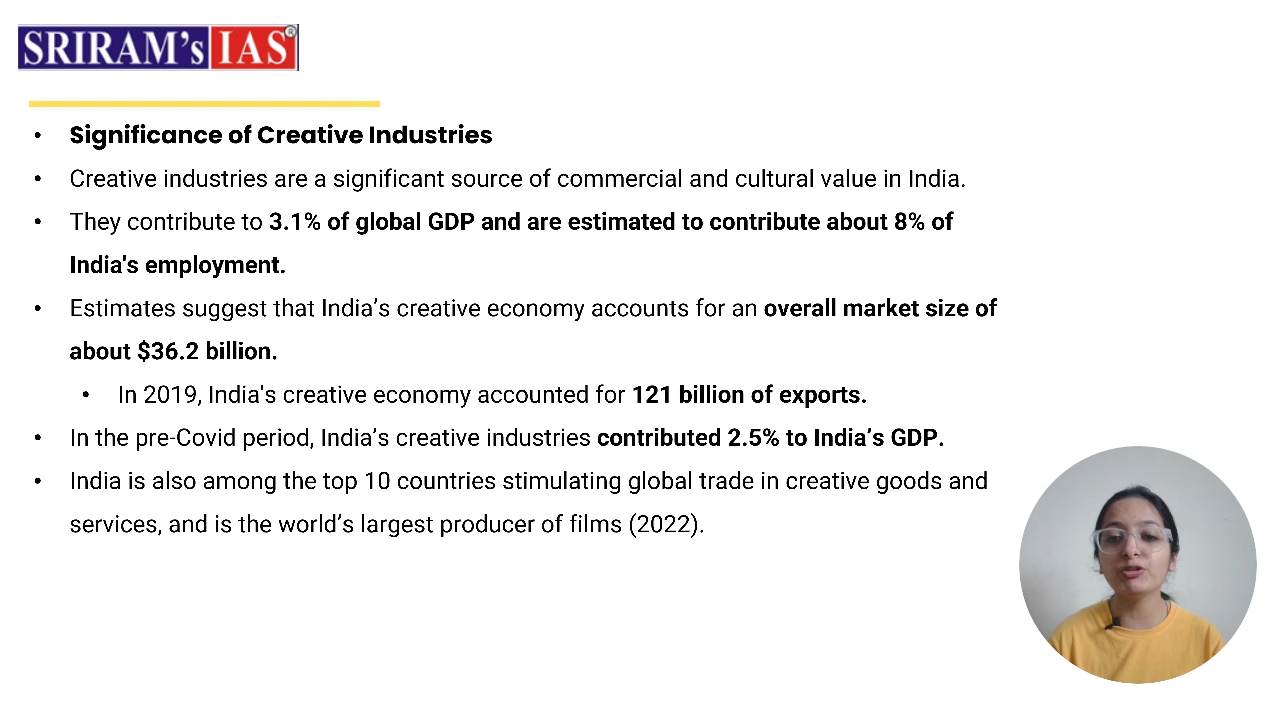 SRIRAM's IAS®
• Significance of Creative Industries
• Creative industries are a significant source of commercial and cultural value in India.
• They contribute to 3.1% of global GDP and are estimated to contribute about 8% of
India's employment.
• Estimates suggest that India’s creative economy accounts for an overall market size of
about $36.2 billion.
• In 2019, India's creative economy accounted for 121 billion of exports.
• In the pre-Covid period, India’s creative industries contributed 2.5% to India’s GDP.
• India is also among the top 10 countries stimulating global trade in creative goods and
services, and is the world’s largest producer of films (2022).